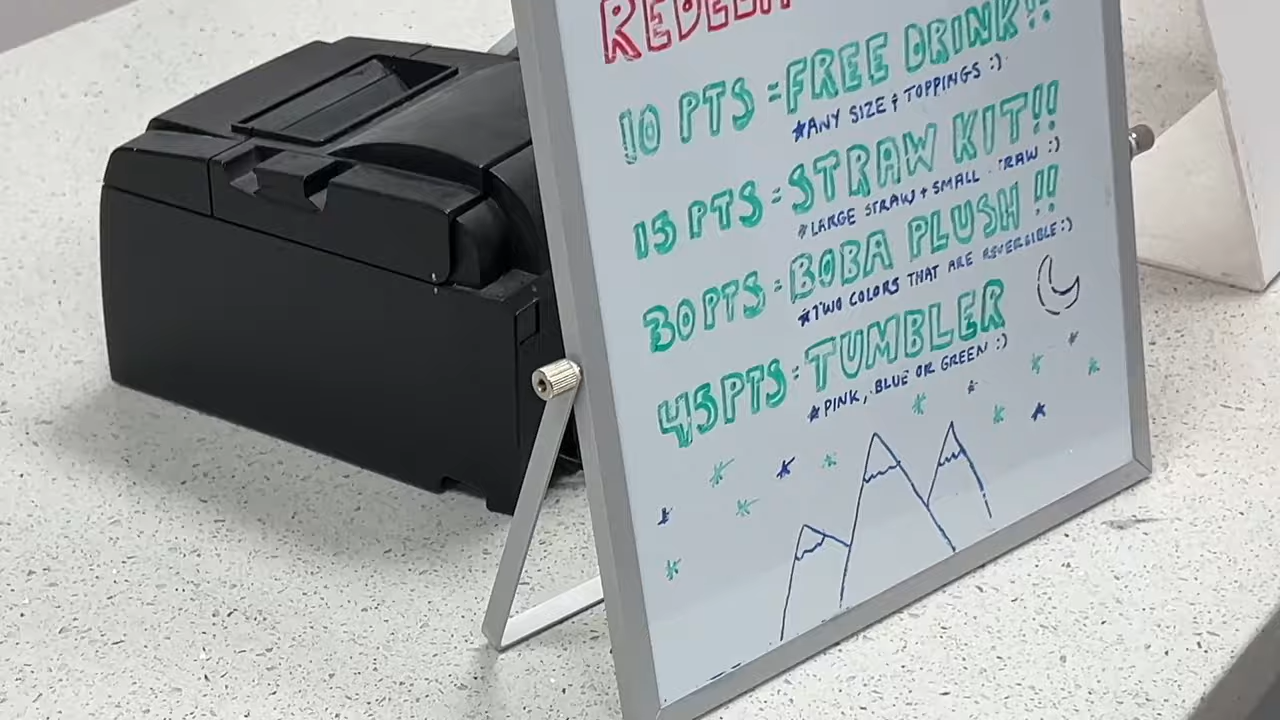 REDEEM
10 PTS = FREE DRINK!!
*ANY SIZE & TOPPINGS :)
15 PTS = STRAW KIT!!
*LARGE STRAW + SMALL STRAW :)
30 PTS = BOBA PLUSH !!
*TWO COLORS THAT ARE REVERSIBLE :)
45 PTS = TUMBLER
*PINK, BLUE OR GREEN :)